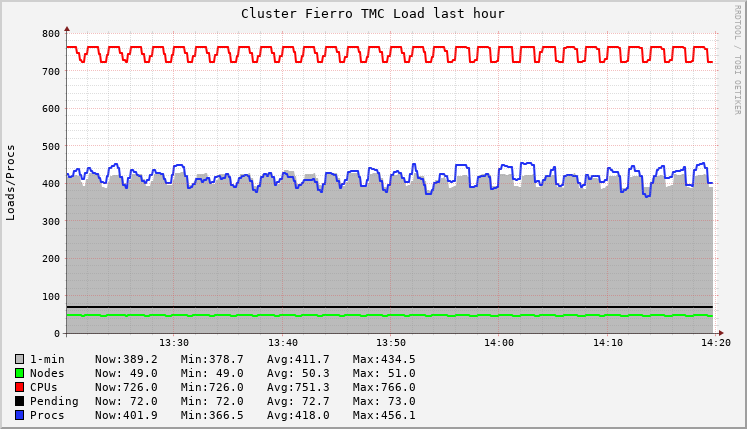 Cluster Fierro TMC Load last hour
RRDTOOL / TOBI OETIKER
Loads/Procs
800
700
600
500
400
300
200
100
0
13:30 13:40 13:50 14:00 14:10 14:20
1-min Now:389.2 Min:378.7 Avg:411.7 Max:434.5
Nodes Now: 49.0 Min: 49.0 Avg: 50.3 Max: 51.0
CPUs Now:726.0 Min:726.0 Avg:751.3 Max:766.0
Pending Now: 72.0 Min: 72.0 Avg: 72.7 Max: 73.0
Procs Now:401.9 Min:366.5 Avg:418.0 Max:456.1